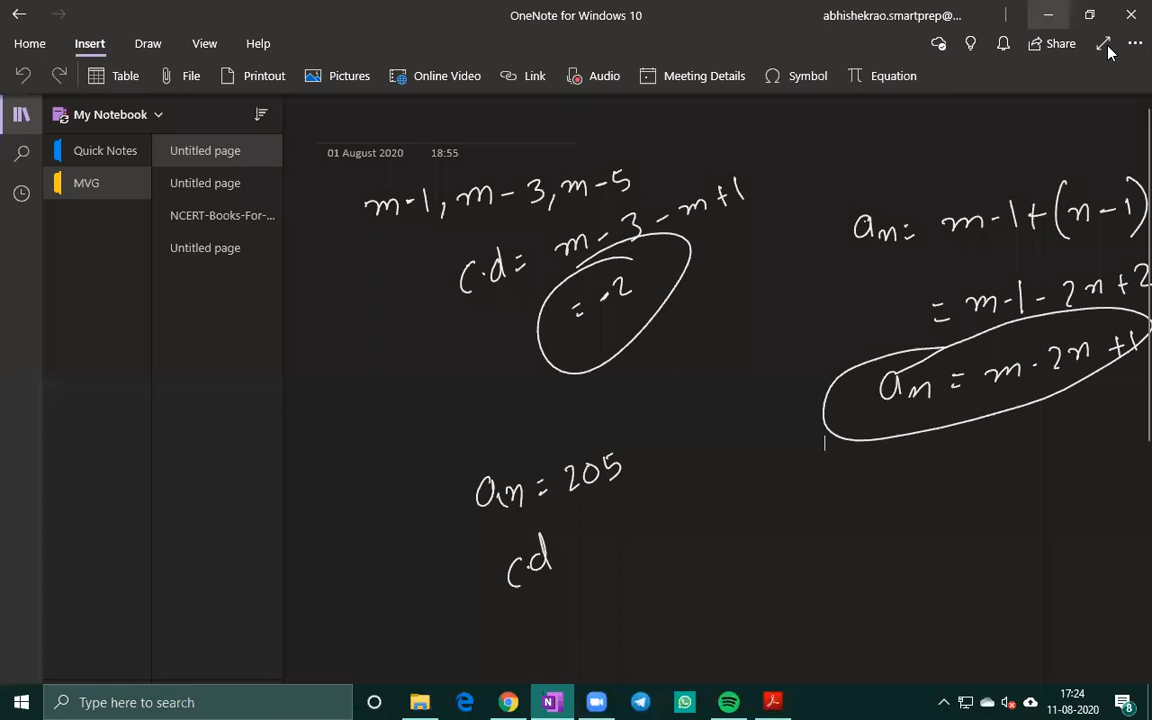 OneNote for Windows 10
abhishekrao.smartprep@...
Home Insert Draw View Help
Share
Table File Printout Pictures Online Video Link Audio Meeting Details Symbol Equation
My Notebook
Quick Notes
MVG
Untitled page
Untitled page
NCERT-Books-For-...
Untitled page
01 August 2020 18:55
m-1, m-3, m-5
c.d = m-3-m+1
= -2
an = 205
c.d
an = m-1+(n-1)
= m-1-2n+2
an = m-2n+1
Type here to search
17:24
11-08-2020
8